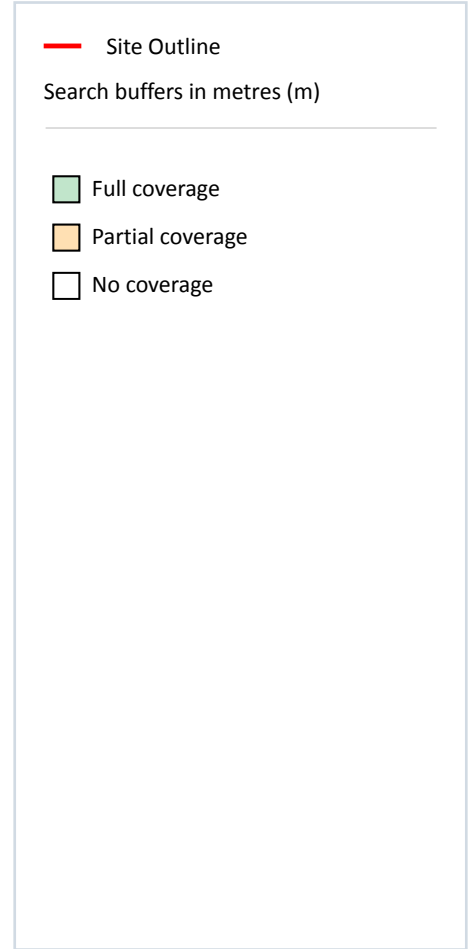 Site Outline
Search buffers in metres (m)
Full coverage
Partial coverage
No coverage